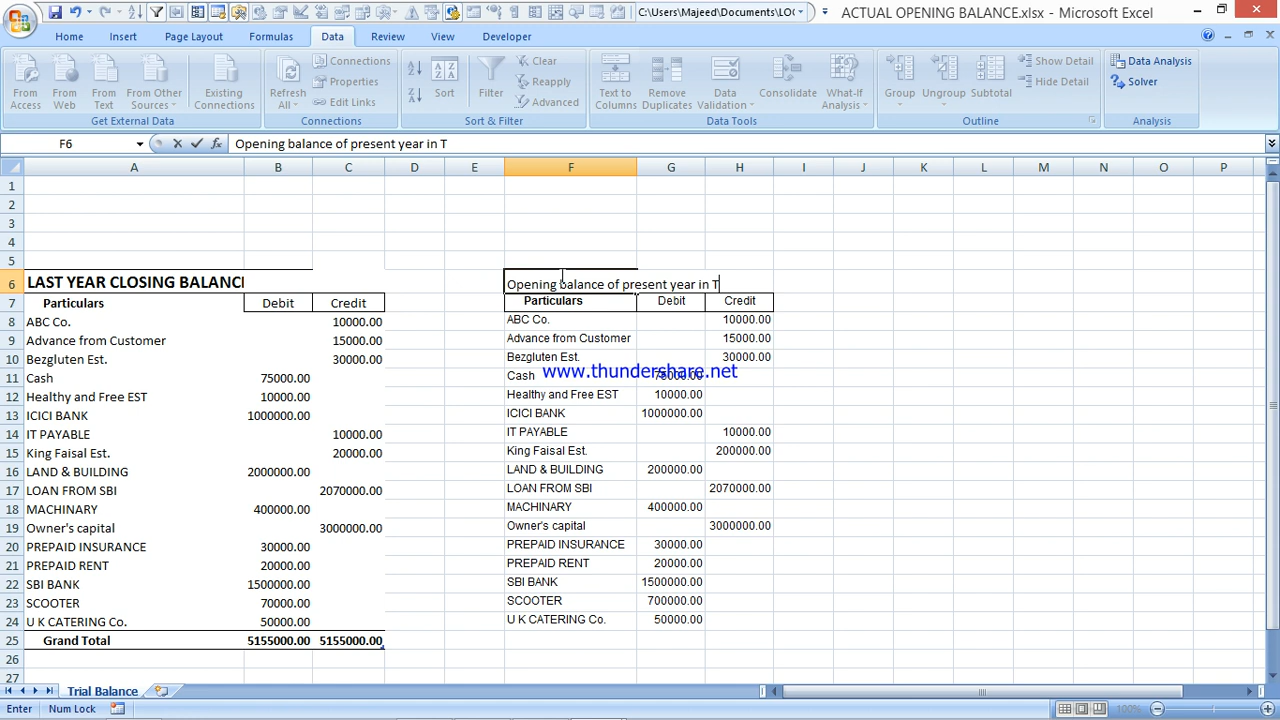 C:\Users\Majeed\Documents\LO
ACTUAL OPENING BALANCE.xlsx - Microsoft Excel
Home Insert Page Layout Formulas Data Review View Developer
From Access
From Web
From Text
From Other Sources
Existing Connections
Get External Data
Refresh All
Connections
Properties
Edit Links
Connections
Sort
Filter
Clear
Reapply
Advanced
Sort & Filter
Text to Columns
Remove Duplicates
Data Validation
Consolidate
What-If Analysis
Data Tools
Group
Ungroup
Subtotal
Show Detail
Hide Detail
Outline
Data Analysis
Solver
Analysis
F6 fx Opening balance of present year in T
A B C D E F G H I J K L M N O P
1
2
3
4
5
6 LAST YEAR CLOSING BALANC Opening balance of present year in T
7 Particulars Debit Credit Particulars Debit Credit
8 ABC Co. 10000.00 ABC Co. 10000.00
9 Advance from Customer 15000.00 Advance from Customer 15000.00
10 Bezgluten Est. 30000.00 Bezgluten Est. 30000.00
www.thundershare.net
11 Cash 75000.00 Cash 75000.00
12 Healthy and Free EST 10000.00 Healthy and Free EST 10000.00
13 ICICI BANK 1000000.00 ICICI BANK 1000000.00
14 IT PAYABLE 10000.00 IT PAYABLE 10000.00
15 King Faisal Est. 20000.00 King Faisal Est. 200000.00
16 LAND & BUILDING 2000000.00 LAND & BUILDING 200000.00
17 LOAN FROM SBI 2070000.00 LOAN FROM SBI 2070000.00
18 MACHINARY 400000.00 MACHINARY 400000.00
19 Owner's capital 3000000.00 Owner's capital 3000000.00
20 PREPAID INSURANCE 30000.00 PREPAID INSURANCE 30000.00
21 PREPAID RENT 20000.00 PREPAID RENT 20000.00
22 SBI BANK 1500000.00 SBI BANK 1500000.00
23 SCOOTER 70000.00 SCOOTER 700000.00
24 U K CATERING Co. 50000.00 U K CATERING Co. 50000.00
25 Grand Total 5155000.00 5155000.00
26
27
Trial Balance
Enter Num Lock 100%